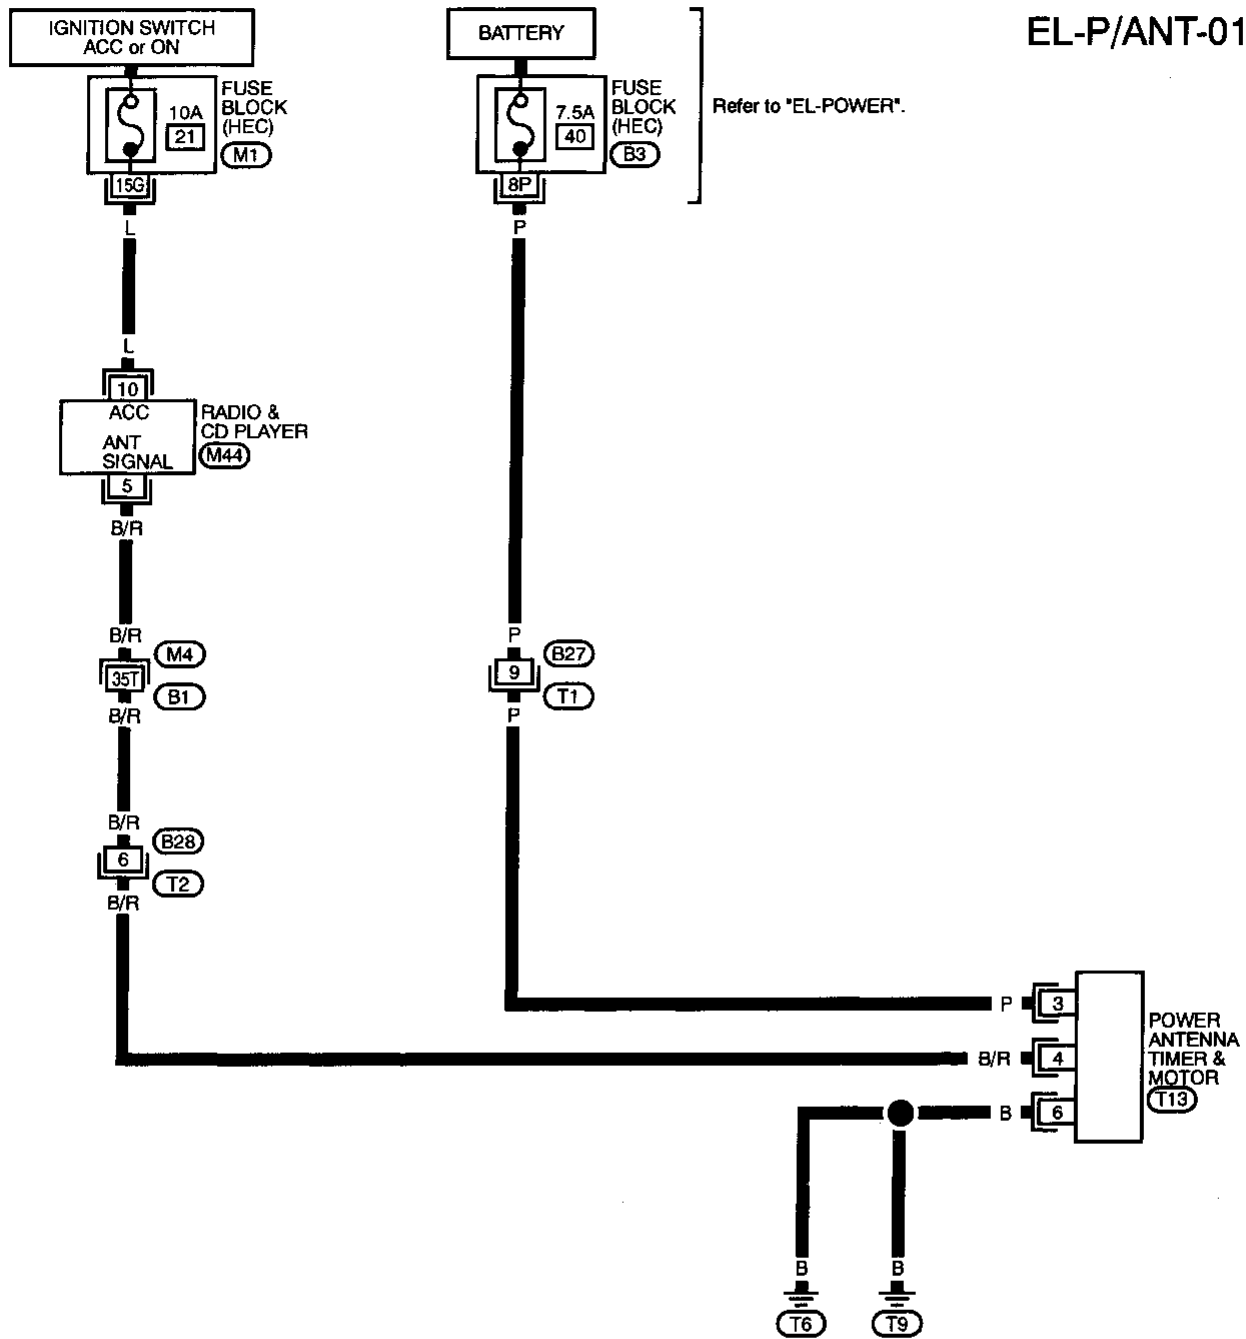 EL-P/ANT-01
IGNITION SWITCH
ACC or ON
BATTERY
10A
21
FUSE
BLOCK
(HEC)
M1
7.5A
40
FUSE
BLOCK
(HEC)
B3
Refer to "EL-POWER".
15G
8P
L
P
L
10
ACC
ANT
SIGNAL
RADIO &
CD PLAYER
M44
5
B/R
B/R
M4
35T
B1
B/R
P
B27
9
T1
P
B/R
B28
6
T2
B/R
P
3
B/R
4
B
6
POWER
ANTENNA
TIMER &
MOTOR
T13
B
B
T6
T9